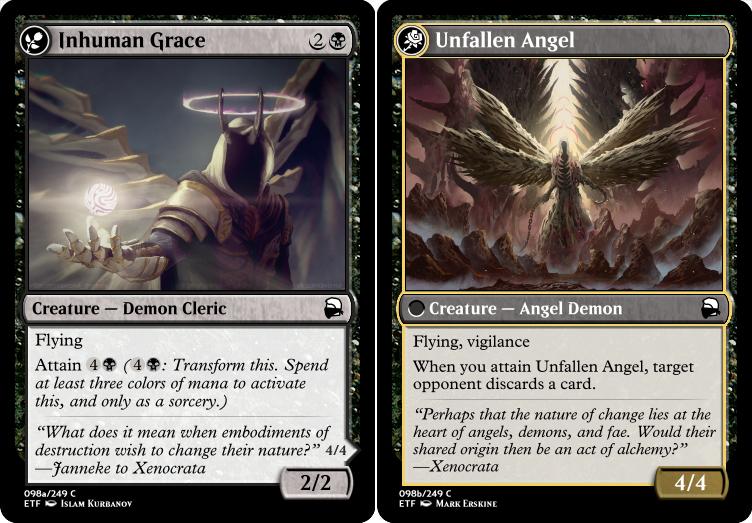 Inhuman Grace 2
Creature — Demon Cleric
Flying
Attain 4 (4: Transform this. Spend
at least three colors of mana to activate
this, and only as a sorcery.)
“What does it mean when embodiments of
destruction wish to change their nature?”
—Janneke to Xenocrata
4/4
2/2
098a/249 C
ETF Islam Kurbanov
Unfallen Angel
Creature — Angel Demon
Flying, vigilance
When you attain Unfallen Angel, target
opponent discards a card.
“Perhaps that the nature of change lies at the
heart of angels, demons, and fae. Would their
shared origin then be an act of alchemy?”
—Xenocrata
4/4
098b/249 C
ETF Mark Erskine